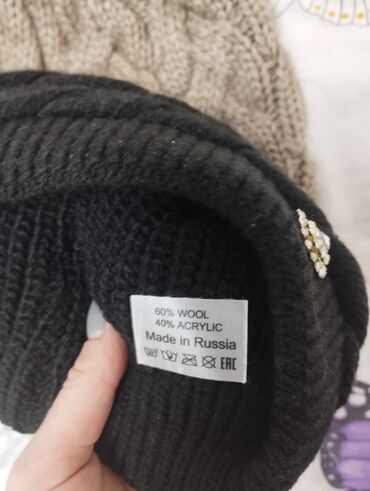 60% WOOL
40% ACRYLIC
Made in Russia
EAC